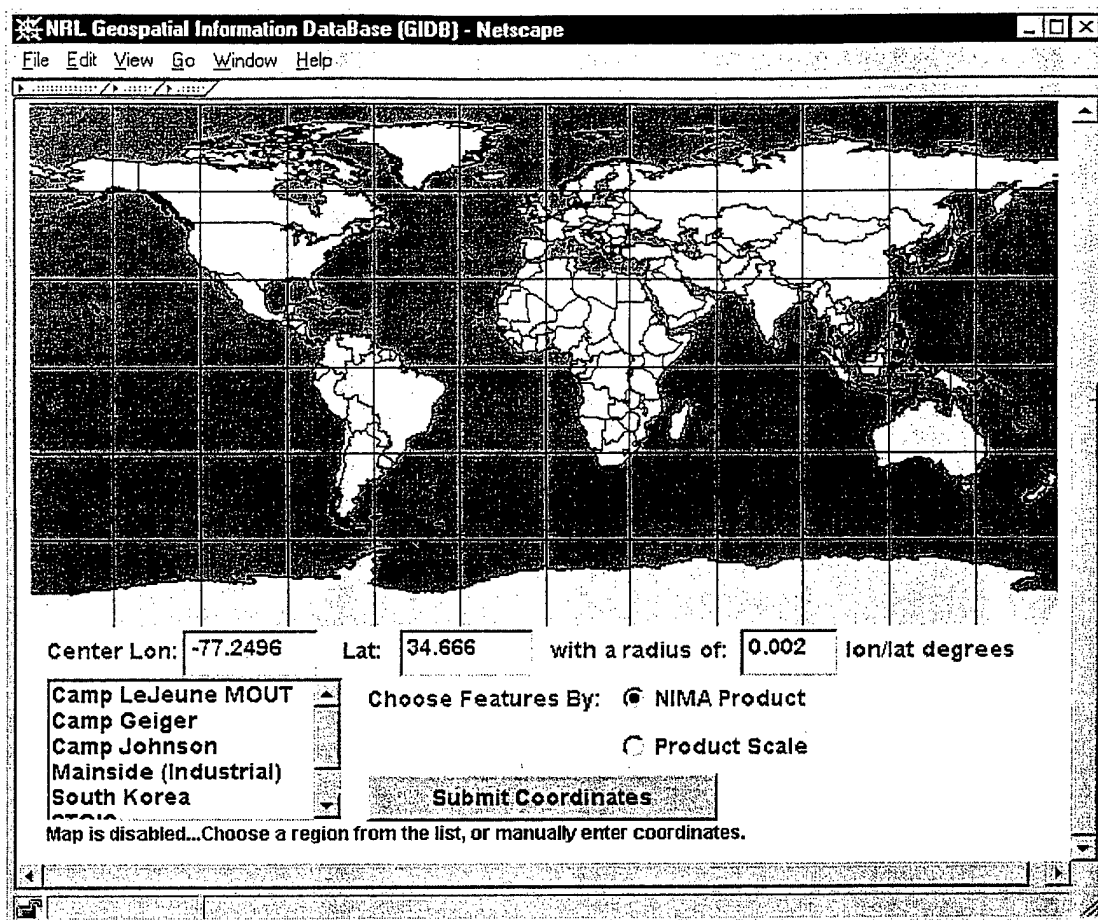 NRL Geospatial Information DataBase (GIDB) - Netscape
File Edit View Go Window Help
Center Lon: -77.2496 Lat: 34.666 with a radius of: 0.002 lon/lat degrees
Camp LeJeune MOUT
Camp Geiger
Camp Johnson
Mainside (Industrial)
South Korea
Choose Features By: NIMA Product
Product Scale
Submit Coordinates
Map is disabled...Choose a region from the list, or manually enter coordinates.